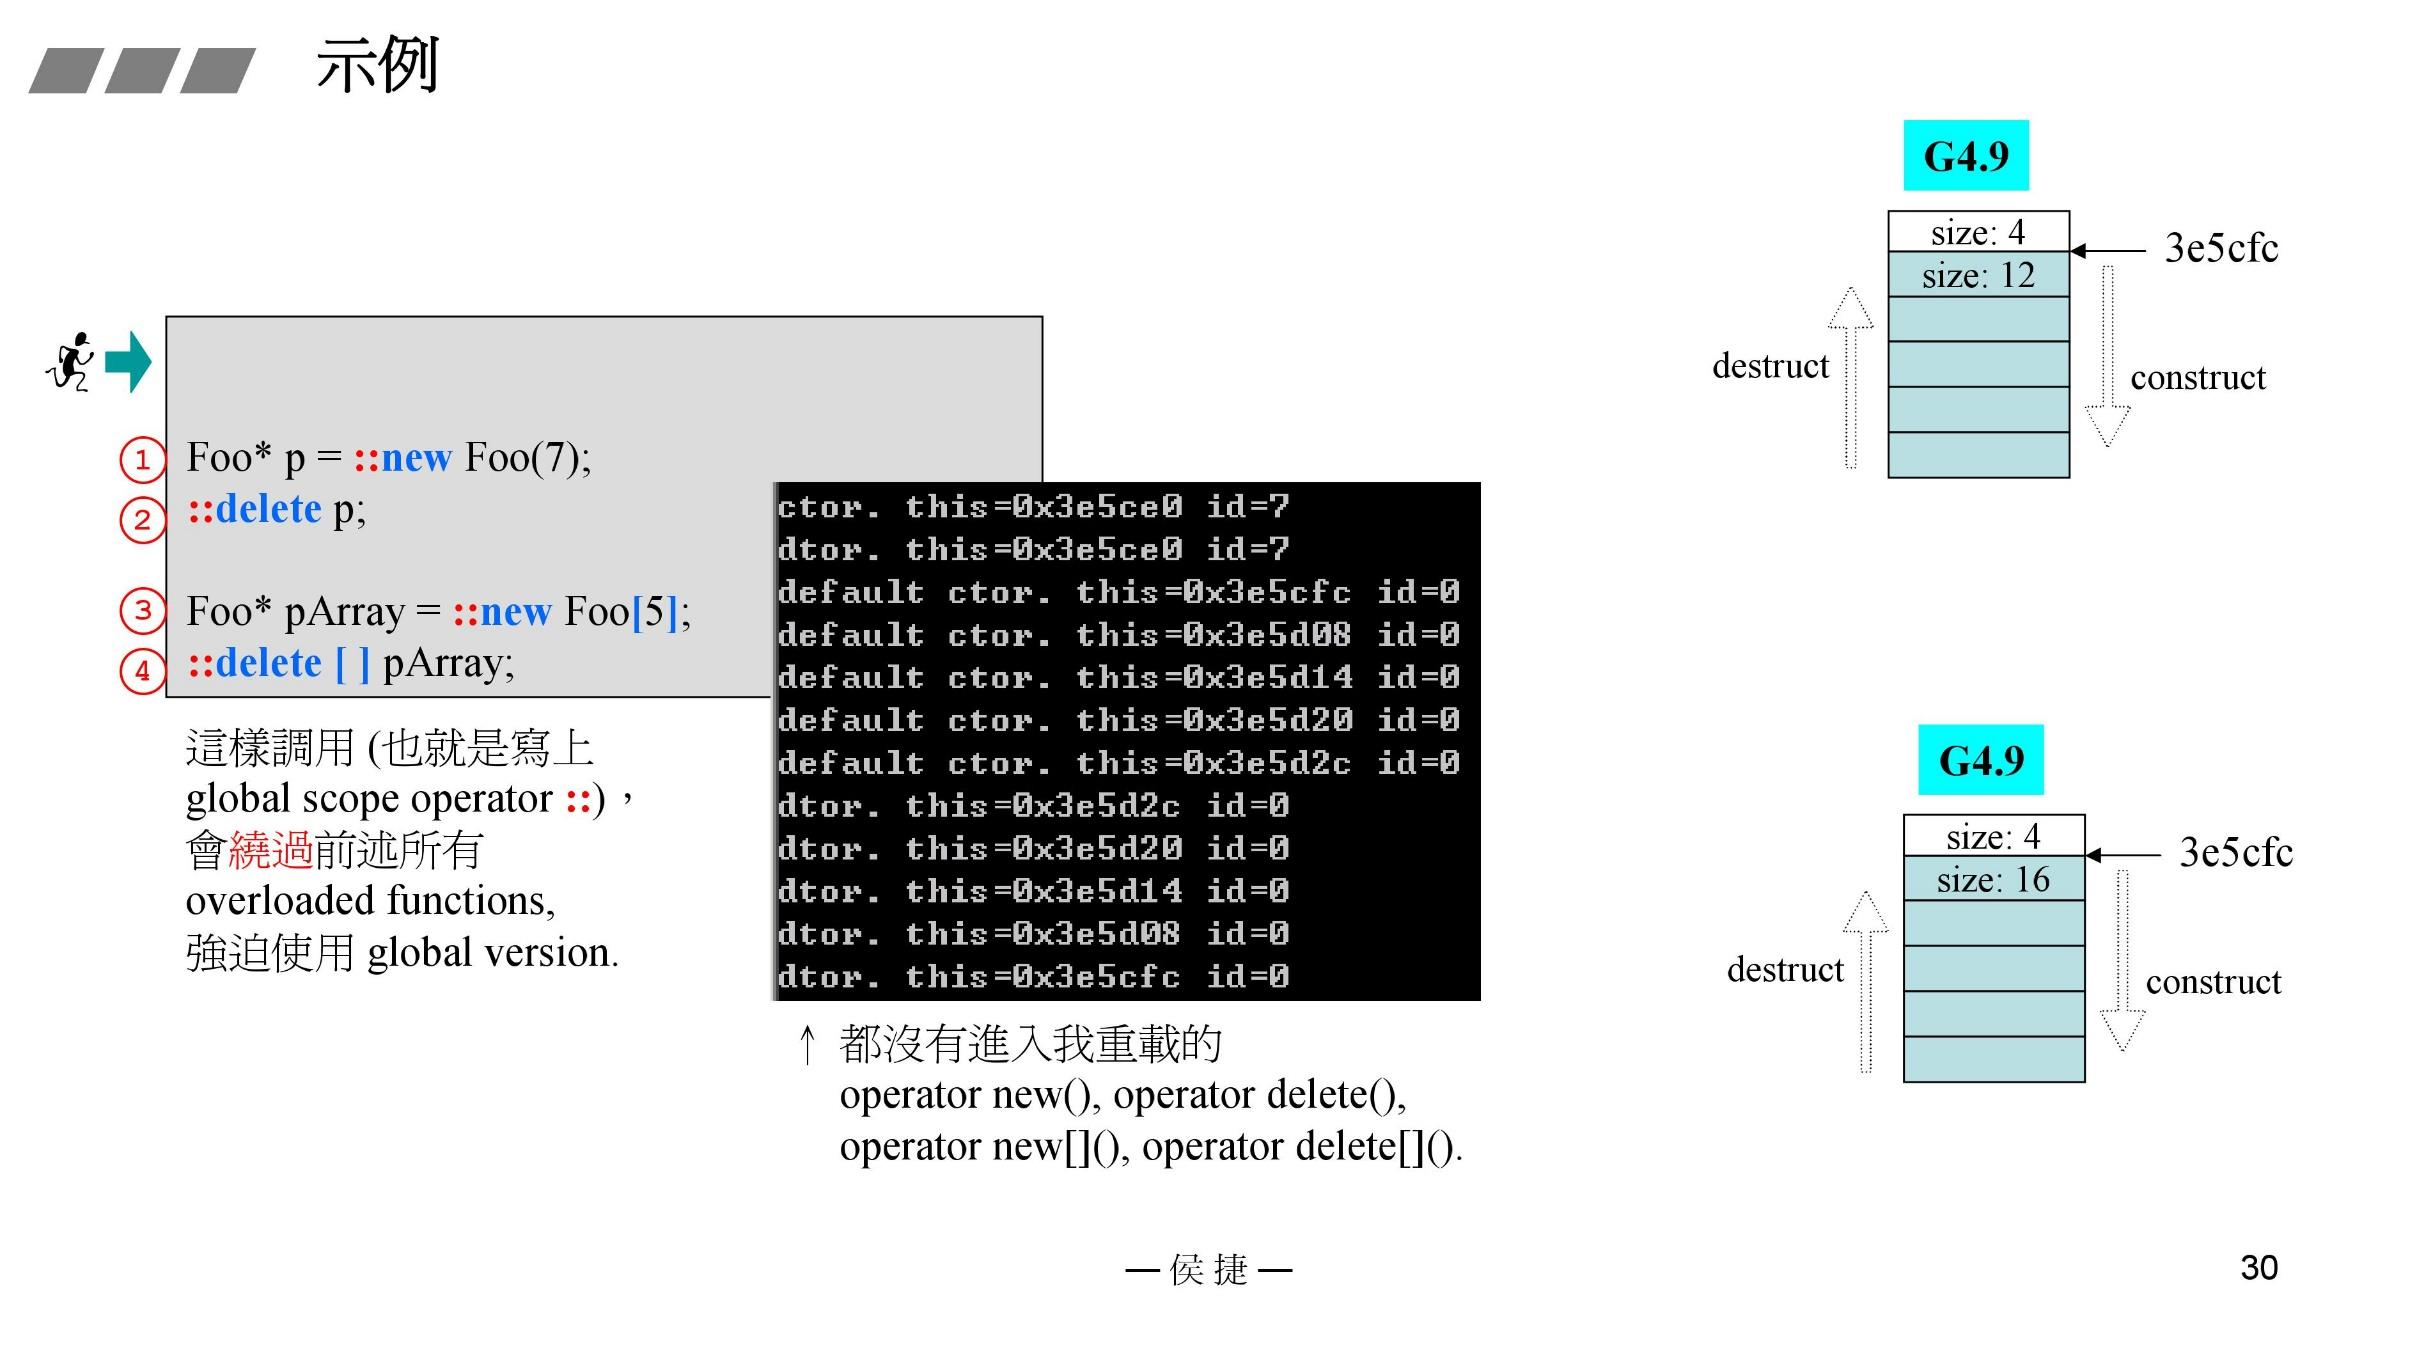 示例
① Foo* p = ::new Foo(7);
② ::delete p;
③ Foo* pArray = ::new Foo[5];
④ ::delete [ ] pArray;
這樣調用 (也就是寫上
global scope operator ::)，
會繞過前述所有
overloaded functions,
強迫使用 global version.
ctor. this=0x3e5ce0 id=7
dtor. this=0x3e5ce0 id=7
default ctor. this=0x3e5cfc id=0
default ctor. this=0x3e5d08 id=0
default ctor. this=0x3e5d14 id=0
default ctor. this=0x3e5d20 id=0
default ctor. this=0x3e5d2c id=0
dtor. this=0x3e5d2c id=0
dtor. this=0x3e5d20 id=0
dtor. this=0x3e5d14 id=0
dtor. this=0x3e5d08 id=0
dtor. this=0x3e5cfc id=0
↑ 都沒有進入我重載的
operator new(), operator delete(),
operator new[](), operator delete[]().
G4.9
size: 4
3e5cfc
size: 12
destruct
construct
G4.9
size: 4
3e5cfc
size: 16
destruct
construct
— 侯 捷 —
30